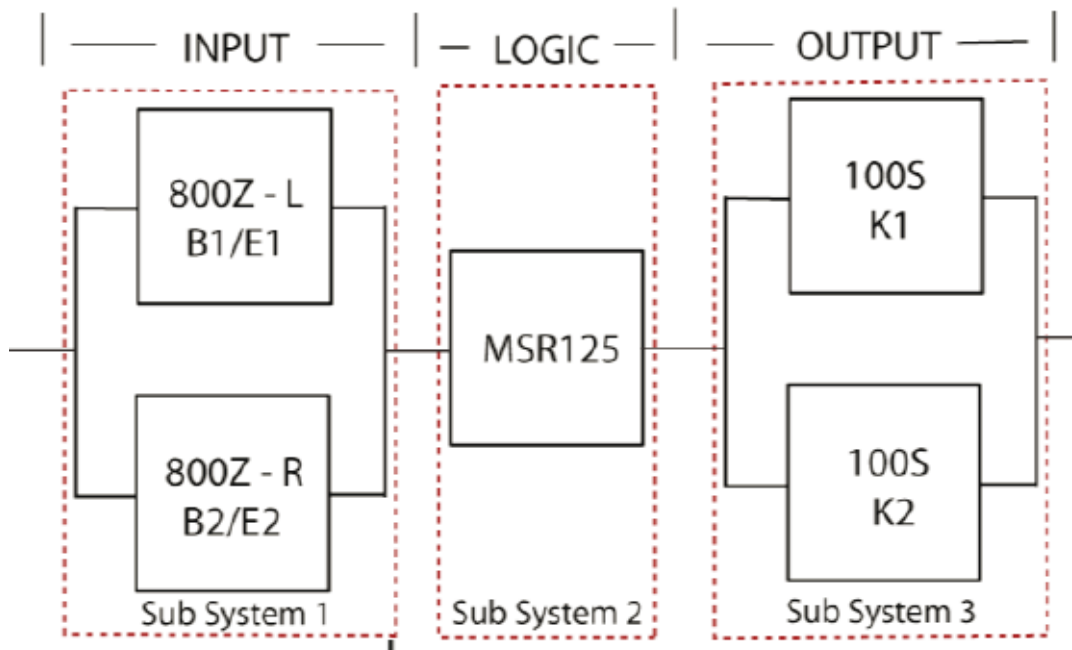 INPUT
LOGIC
OUTPUT
800Z - L
B1/E1
800Z - R
B2/E2
Sub System 1
MSR125
Sub System 2
100S
K1
100S
K2
Sub System 3